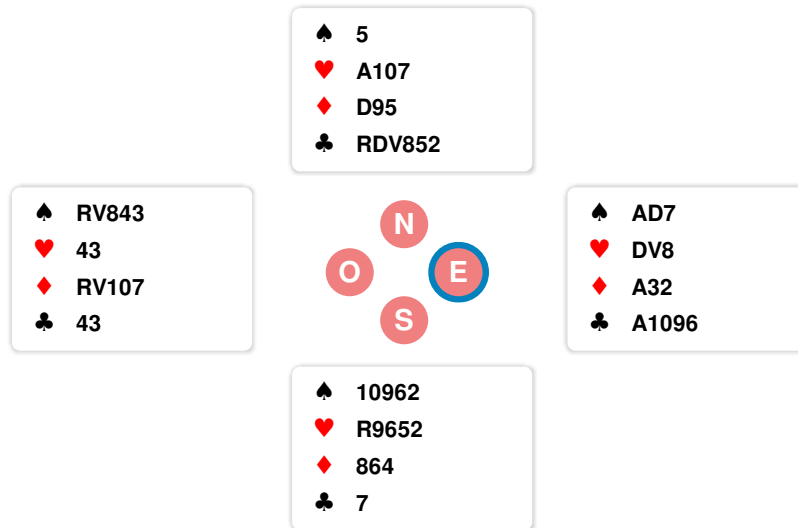 ♠ 5
♥ A107
♦ D95
♣ RDV852
♠ RV843
♥ 43
♦ RV107
♣ 43
N
O
E
S
♠ AD7
♥ DV8
♦ A32
♣ A1096
♠ 10962
♥ R9652
♦ 864
♣ 7